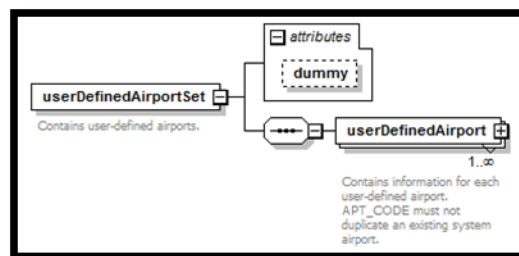 attributes
dummy
userDefinedAirportSet
Contains user-defined airports.
userDefinedAirport
1..∞
Contains information for each
user-defined airport.
APT_CODE must not
duplicate an existing system
airport.